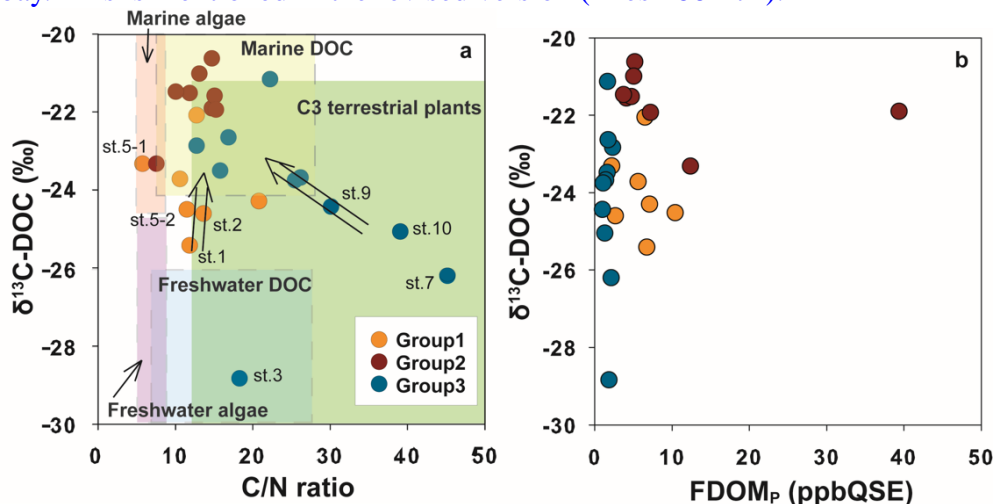 Marine algae
-20
-22
-24
-26
-28
-30
δ¹³C-DOC (‰)
a
Marine DOC
C3 terrestrial plants
st.5-1
st.9
st.5-2
st.2
st.10
st.1
st.7
Freshwater DOC
Group1
Group2
Group3
st.3
Freshwater algae
0 10 20 30 40 50
C/N ratio
b
-20
-22
-24
-26
-28
-30
δ¹³C-DOC (‰)
0 10 20 30 40 50
FDOMₚ (ppbQSE)